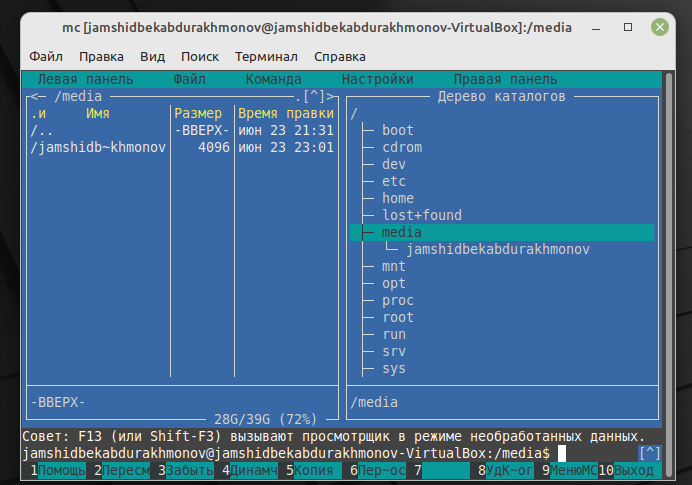 mc [jamshidbekabdurakhmonov@jamshidbekabdurakhmonov-VirtualBox]:/media
Файл Правка Вид Поиск Терминал Справка
Левая панель Файл Команда Настройки Правая панель
<— /media .[^]>
.и Имя Размер Время правки
/.. -ВВЕРХ- июн 23 21:31
/jamshidb~khmonov 4096 июн 23 23:01
-ВВЕРХ-
28G/39G (72%)
Дерево каталогов
/
boot
cdrom
dev
etc
home
lost+found
media
jamshidbekabdurakhmonov
mnt
opt
proc
root
run
srv
sys
/media
Совет: F13 (или Shift-F3) вызывают просмотрщик в режиме необработанных данных.
jamshidbekabdurakhmonov@jamshidbekabdurakhmonov-VirtualBox:/media$ [^]
1Помощь 2Пересм 3Забыть 4Динамч 5Копия 6Пер~ос 7 8УдК~ог 9МенюMC 10Выход